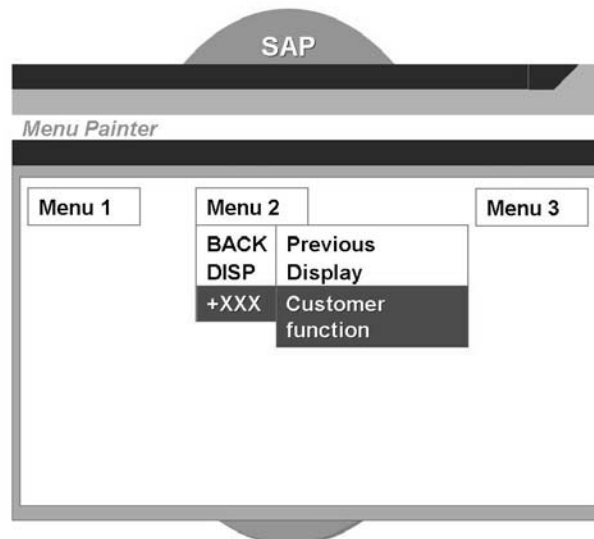 SAP
Menu Painter
Menu 1 Menu 2 Menu 3
BACK Previous
DISP Display
+XXX Customer
function